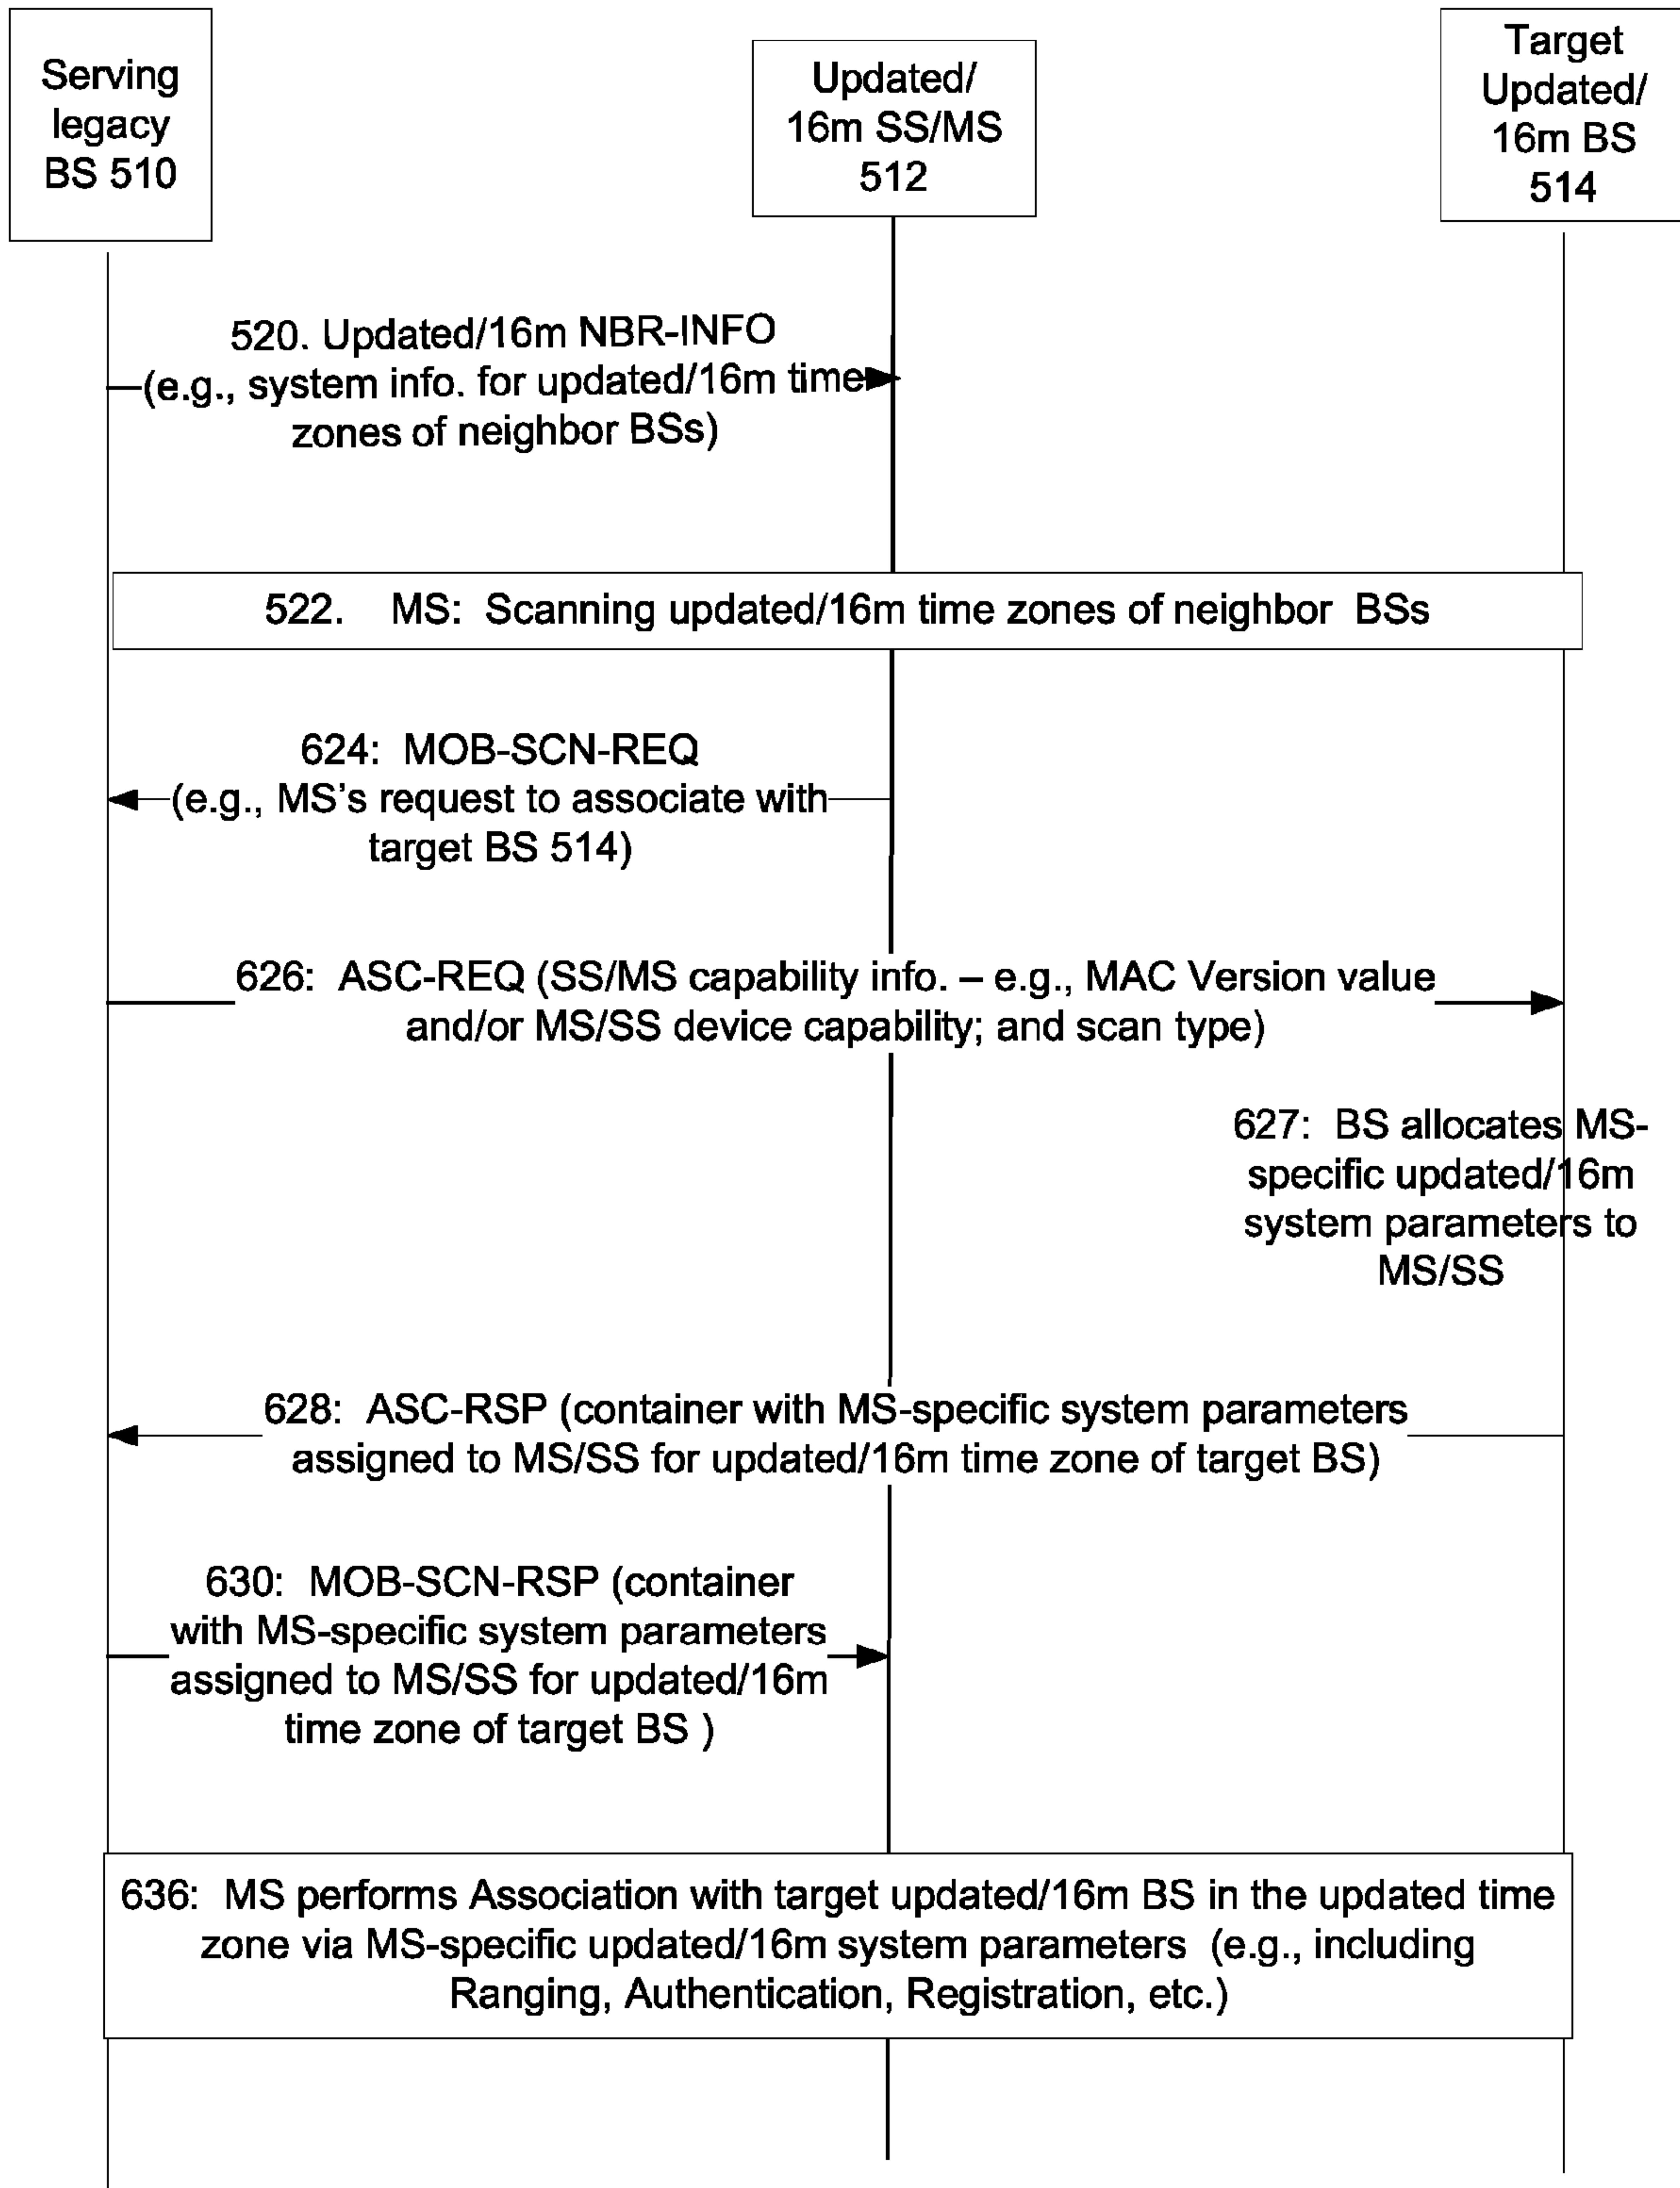 Serving
legacy
BS 510
Updated/
16m SS/MS
512
Target
Updated/
16m BS
514
520. Updated/16m NBR-INFO
(e.g., system info. for updated/16m time
zones of neighbor BSs)
522. MS: Scanning updated/16m time zones of neighbor BSs
624: MOB-SCN-REQ
(e.g., MS's request to associate with
target BS 514)
626: ASC-REQ (SS/MS capability info. – e.g., MAC Version value
and/or MS/SS device capability; and scan type)
627: BS allocates MS-
specific updated/16m
system parameters to
MS/SS
628: ASC-RSP (container with MS-specific system parameters
assigned to MS/SS for updated/16m time zone of target BS)
630: MOB-SCN-RSP (container
with MS-specific system parameters
assigned to MS/SS for updated/16m
time zone of target BS )
636: MS performs Association with target updated/16m BS in the updated time
zone via MS-specific updated/16m system parameters (e.g., including
Ranging, Authentication, Registration, etc.)